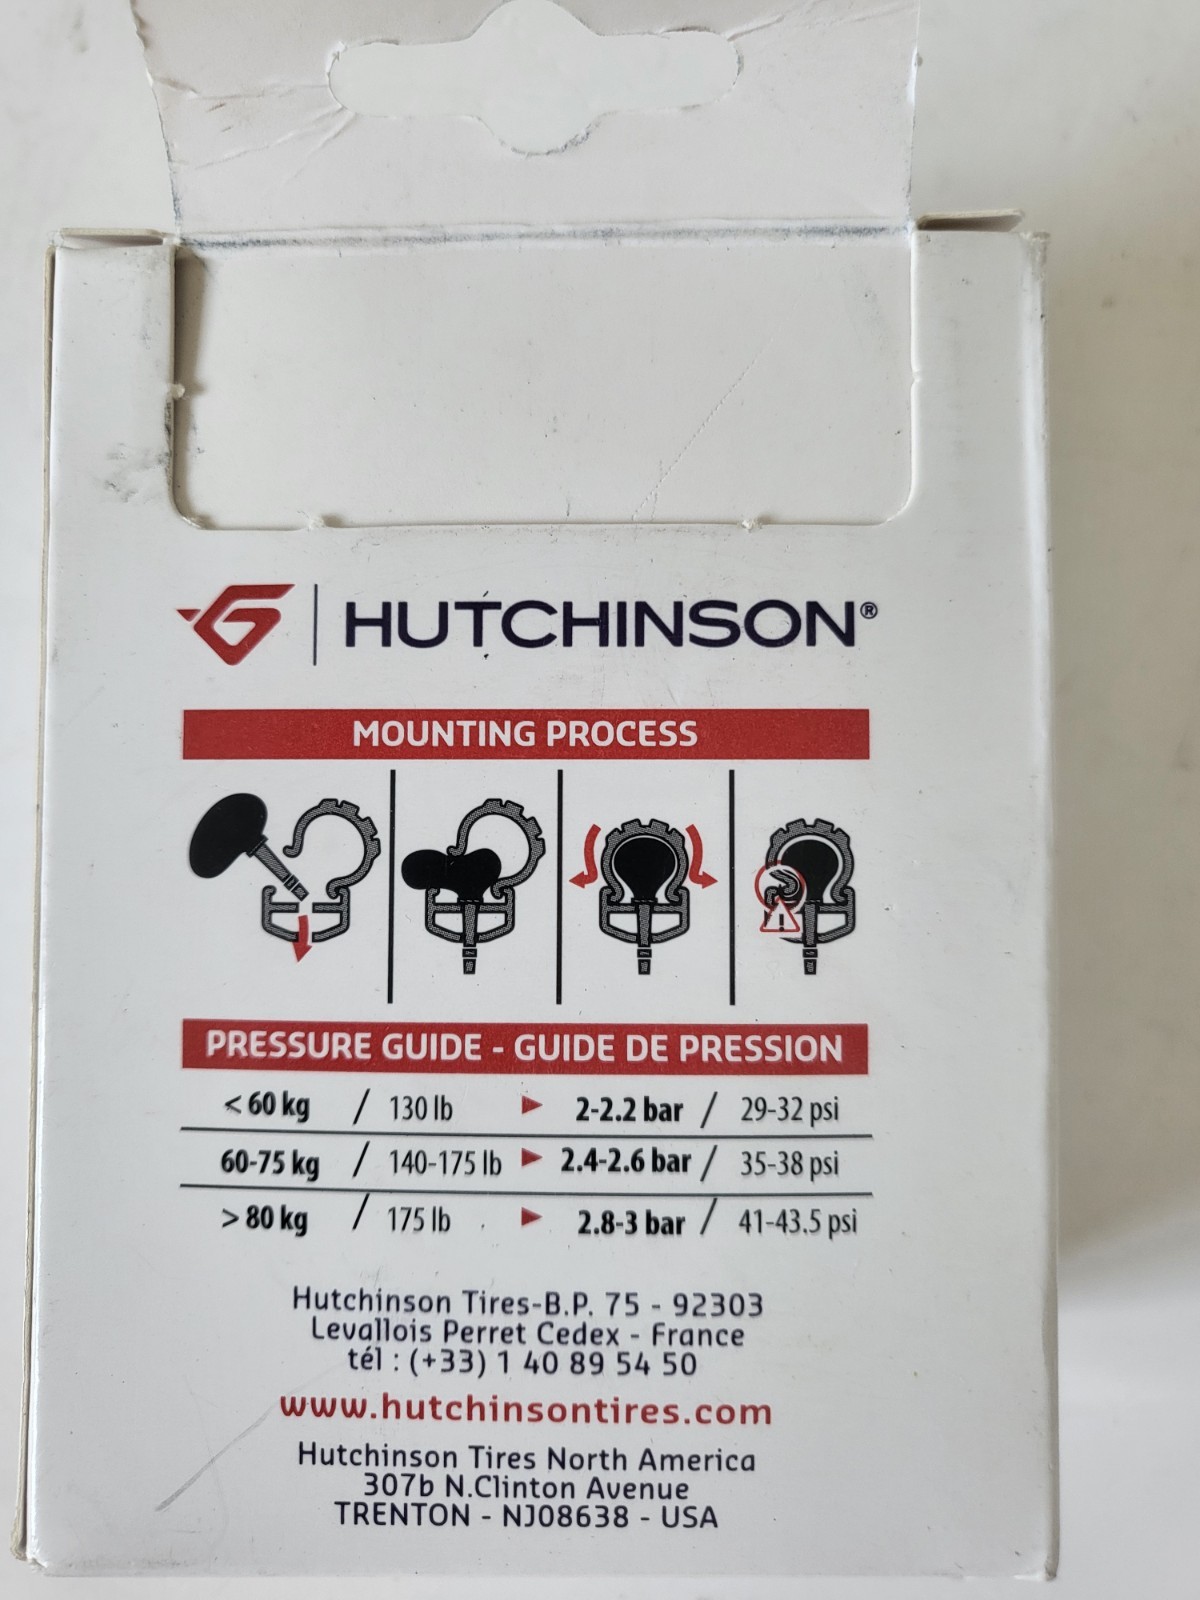 HUTCHINSON®
MOUNTING PROCESS
PRESSURE GUIDE - GUIDE DE PRESSION
< 60 kg / 130 lb ► 2-2.2 bar / 29-32 psi
60-75 kg / 140-175 lb ► 2.4-2.6 bar / 35-38 psi
> 80 kg / 175 lb ► 2.8-3 bar / 41-43.5 psi
Hutchinson Tires-B.P. 75 - 92303
Levallois Perret Cedex - France
tél : (+33) 1 40 89 54 50
www.hutchinsontires.com
Hutchinson Tires North America
307b N.Clinton Avenue
TRENTON - NJ08638 - USA